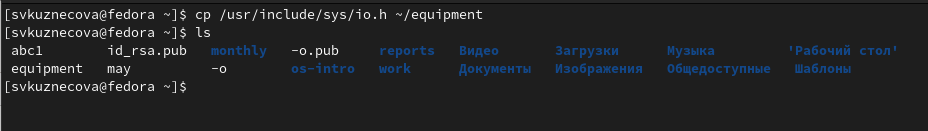 [svkuznecova@fedora ~]$ cp /usr/include/sys/io.h ~/equipment
[svkuznecova@fedora ~]$ ls
abc1 id_rsa.pub monthly -o.pub reports Видео Загрузки Музыка 'Рабочий стол'
equipment may -o os-intro work Документы Изображения Общедоступные Шаблоны
[svkuznecova@fedora ~]$